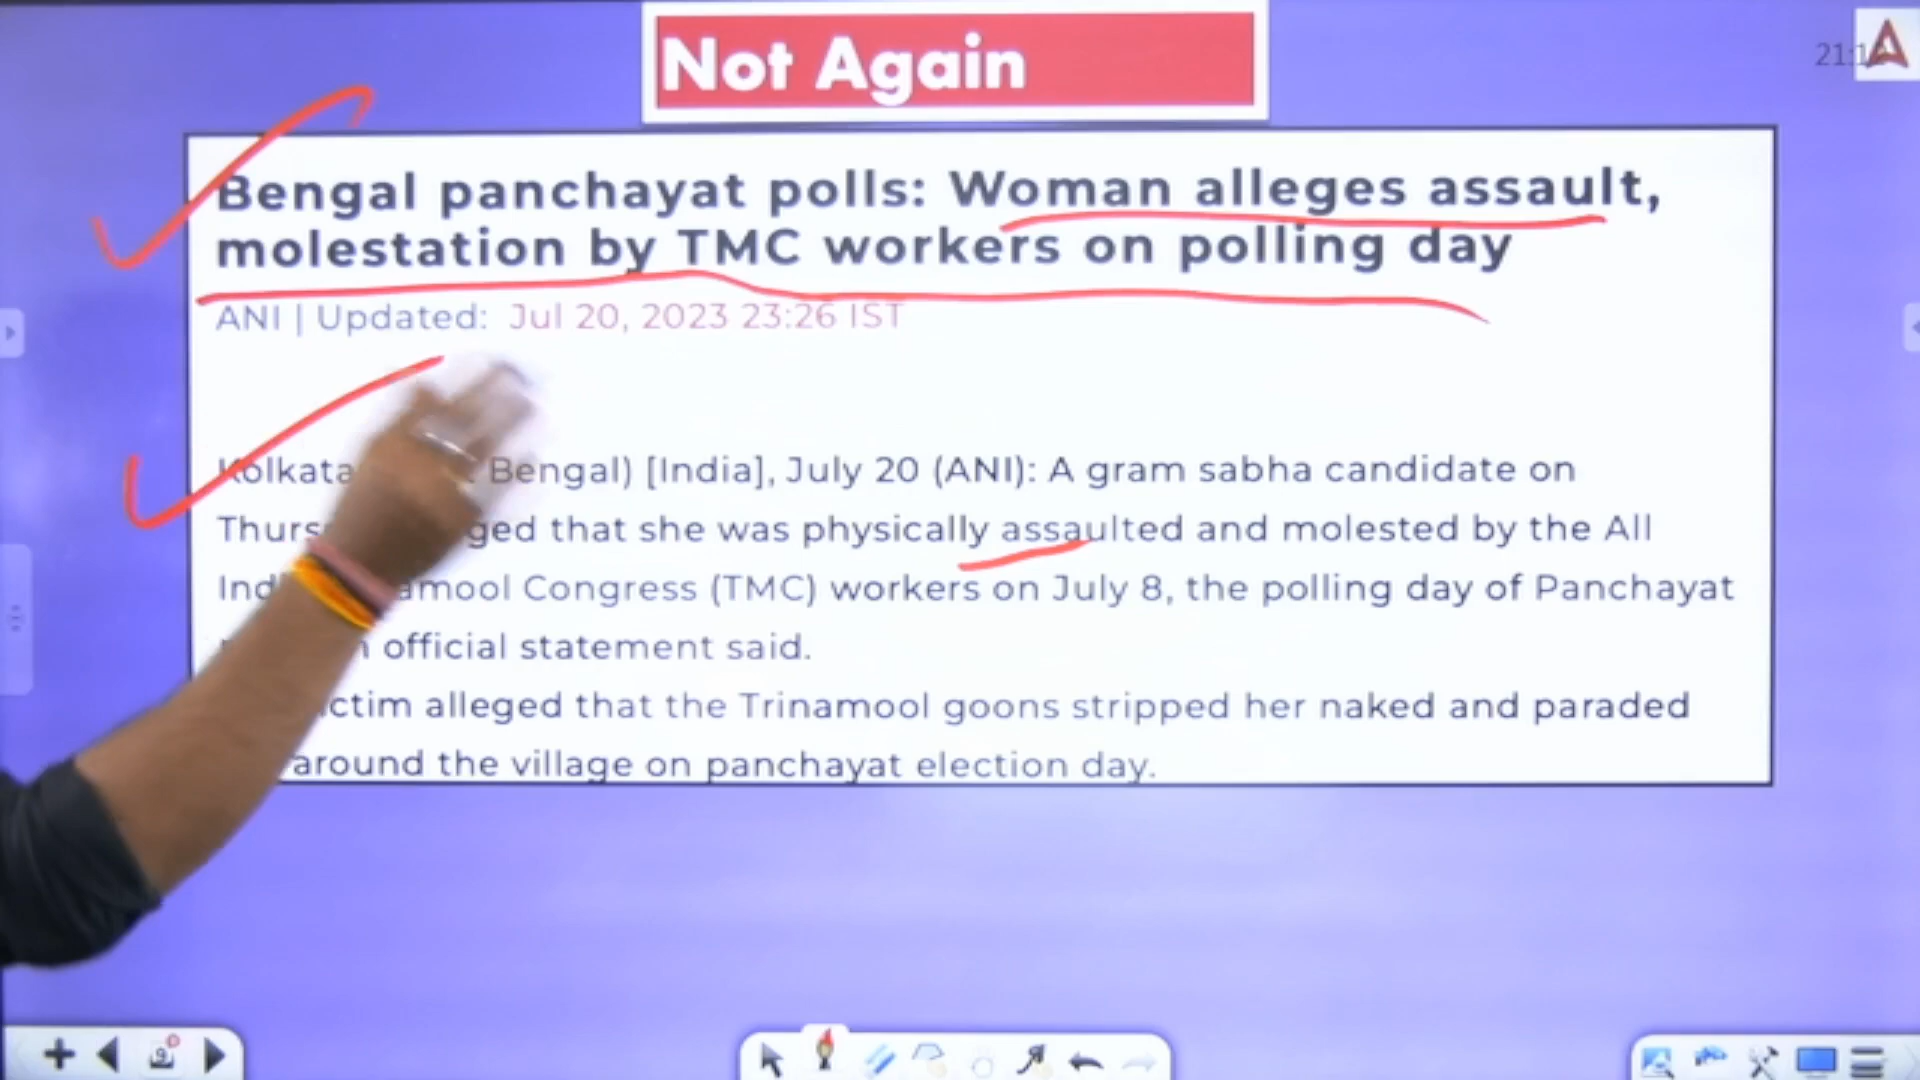 Not Again
Bengal panchayat polls: Woman alleges assault,
molestation by TMC workers on polling day
ANI | Updated: Jul 20, 2023 23:26 IST
Kolkata Bengal) [India], July 20 (ANI): A gram sabha candidate on
that she was physically assaulted and molested by the All
Congress (TMC) workers on July 8, the polling day of Panchayat
official statement said.
alleged that the Trinamool goons stripped her naked and paraded
around the village on panchayat election day.
9